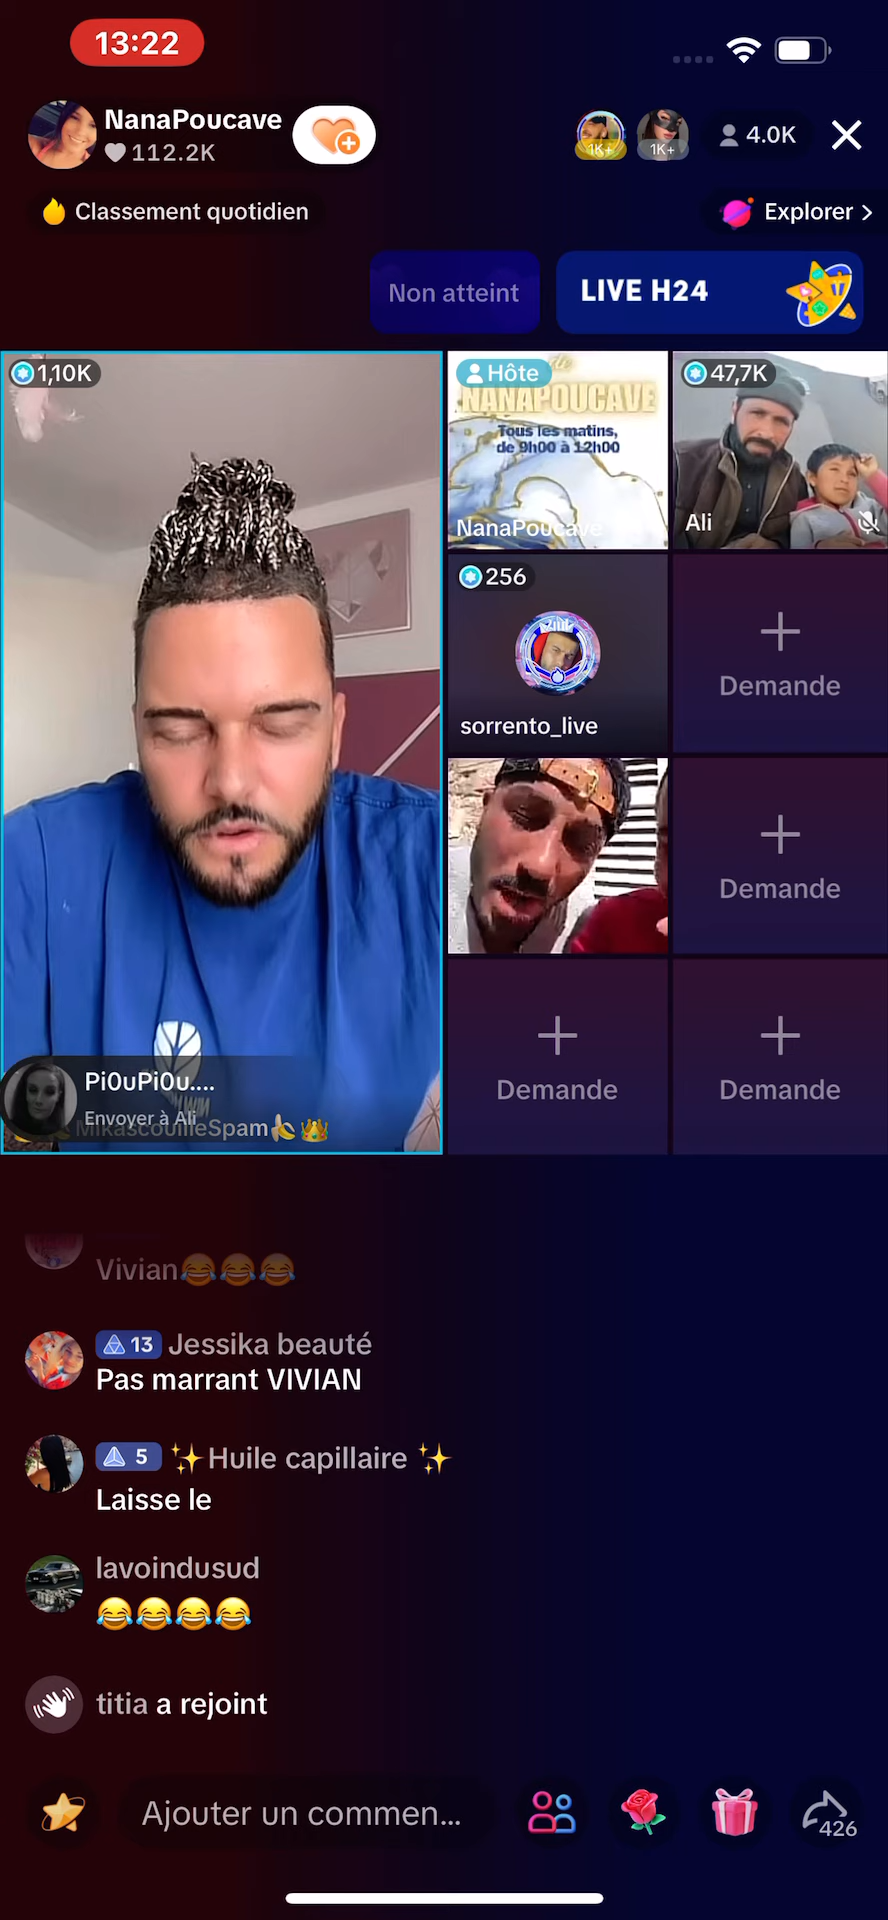 13:22
NanaPoucave
112.2K
1K+
1K+
4.0K
Classement quotidien
Explorer
Non atteint
LIVE H24
1,10K
Hôte
de
NANAPOUCAVE
Tous les matins,
de 9h00 à 12h00
NanaPoucave
47,7K
Ali
256
sorrento_live
Demande
Demande
Demande
Demande
Pi0uPi0u....
Envoyer à Ali
MikascouilleSpam🍌👑
Vivian😂😂😂
13 Jessika beauté
Pas marrant VIVIAN
5 ✨Huile capillaire ✨
Laisse le
lavoindusud
😂😂😂😂
titia a rejoint
Ajouter un commen...
426